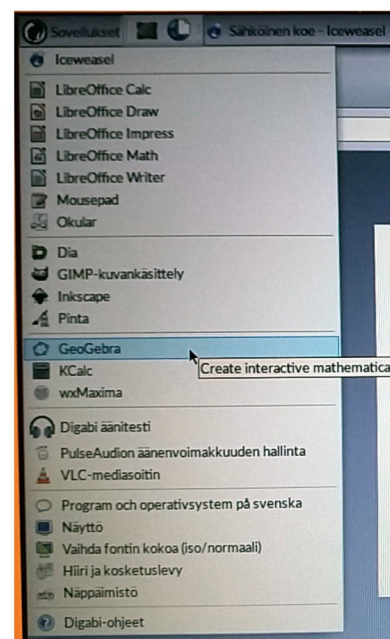 Sovellukset
Sähköinen koe - Iceweasel
Iceweasel
LibreOffice Calc
LibreOffice Draw
LibreOffice Impress
LibreOffice Math
LibreOffice Writer
Mousepad
Okular
Dia
GIMP-kuvankäsittely
Inkscape
Pinta
GeoGebra
KCalc
Create interactive mathematica
wxMaxima
Digabi äänitesti
PulseAudion äänenvoimakkuuden hallinta
VLC-mediasoitin
Program och operativsystem på svenska
Näyttö
Vaihda fontin kokoa (iso/normaali)
Hiiri ja kosketuslevy
Näppäimistö
Digabi-ohjeet